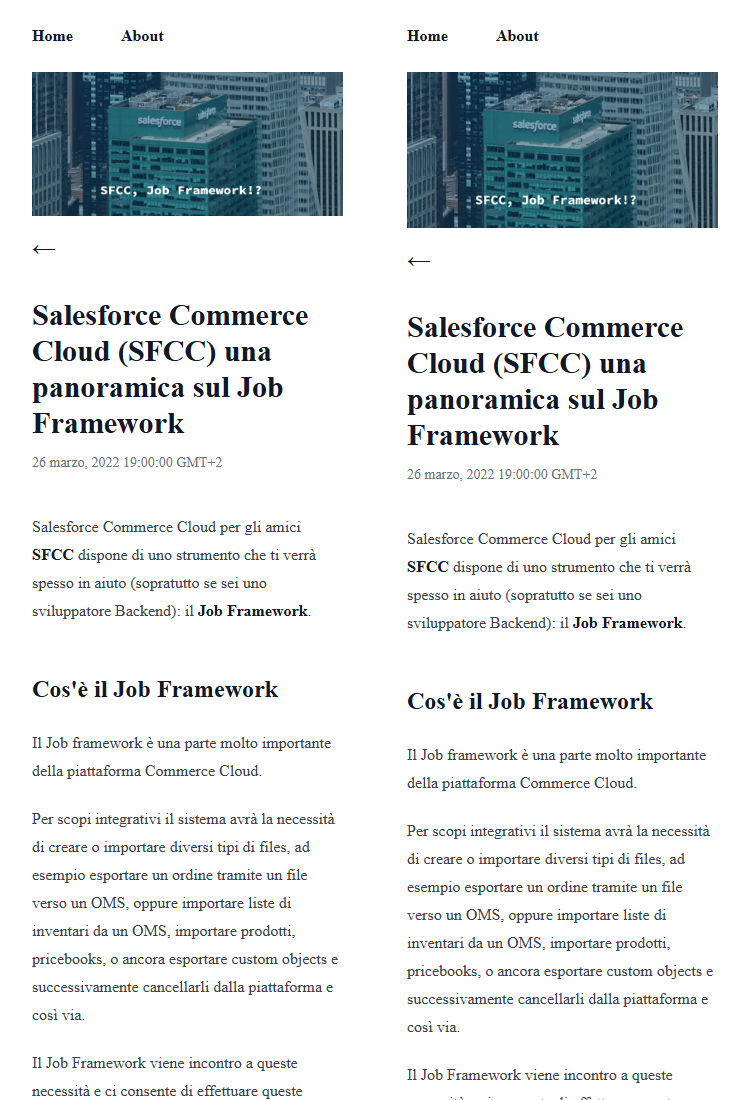 Home About
salesforce
SFCC, Job Framework!?
←
Salesforce Commerce
Cloud (SFCC) una
panoramica sul Job
Framework
26 marzo, 2022 19:00:00 GMT+2
Salesforce Commerce Cloud per gli amici
SFCC dispone di uno strumento che ti verrà
spesso in aiuto (sopratutto se sei uno
sviluppatore Backend): il Job Framework.
Cos'è il Job Framework
Il Job framework è una parte molto importante
della piattaforma Commerce Cloud.
Per scopi integrativi il sistema avrà la necessità
di creare o importare diversi tipi di files, ad
esempio esportare un ordine tramite un file
verso un OMS, oppure importare liste di
inventari da un OMS, importare prodotti,
pricebooks, o ancora esportare custom objects e
successivamente cancellarli dalla piattaforma e
così via.
Il Job Framework viene incontro a queste
necessità e ci consente di effettuare queste
Home About
salesforce
SFCC, Job Framework!?
←
Salesforce Commerce
Cloud (SFCC) una
panoramica sul Job
Framework
26 marzo, 2022 19:00:00 GMT+2
Salesforce Commerce Cloud per gli amici
SFCC dispone di uno strumento che ti verrà
spesso in aiuto (sopratutto se sei uno
sviluppatore Backend): il Job Framework.
Cos'è il Job Framework
Il Job framework è una parte molto importante
della piattaforma Commerce Cloud.
Per scopi integrativi il sistema avrà la necessità
di creare o importare diversi tipi di files, ad
esempio esportare un ordine tramite un file
verso un OMS, oppure importare liste di
inventari da un OMS, importare prodotti,
pricebooks, o ancora esportare custom objects e
successivamente cancellarli dalla piattaforma e
così via.
Il Job Framework viene incontro a queste